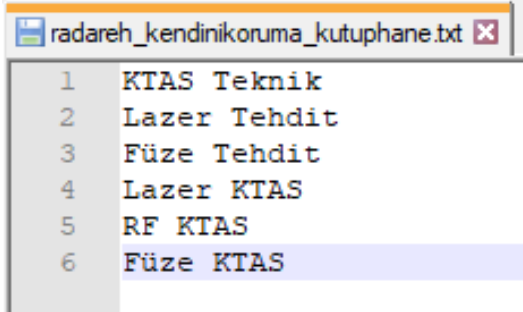 radareh_kendinikoruma_kutuphane.txt
1 KTAS Teknik
2 Lazer Tehdit
3 Füze Tehdit
4 Lazer KTAS
5 RF KTAS
6 Füze KTAS